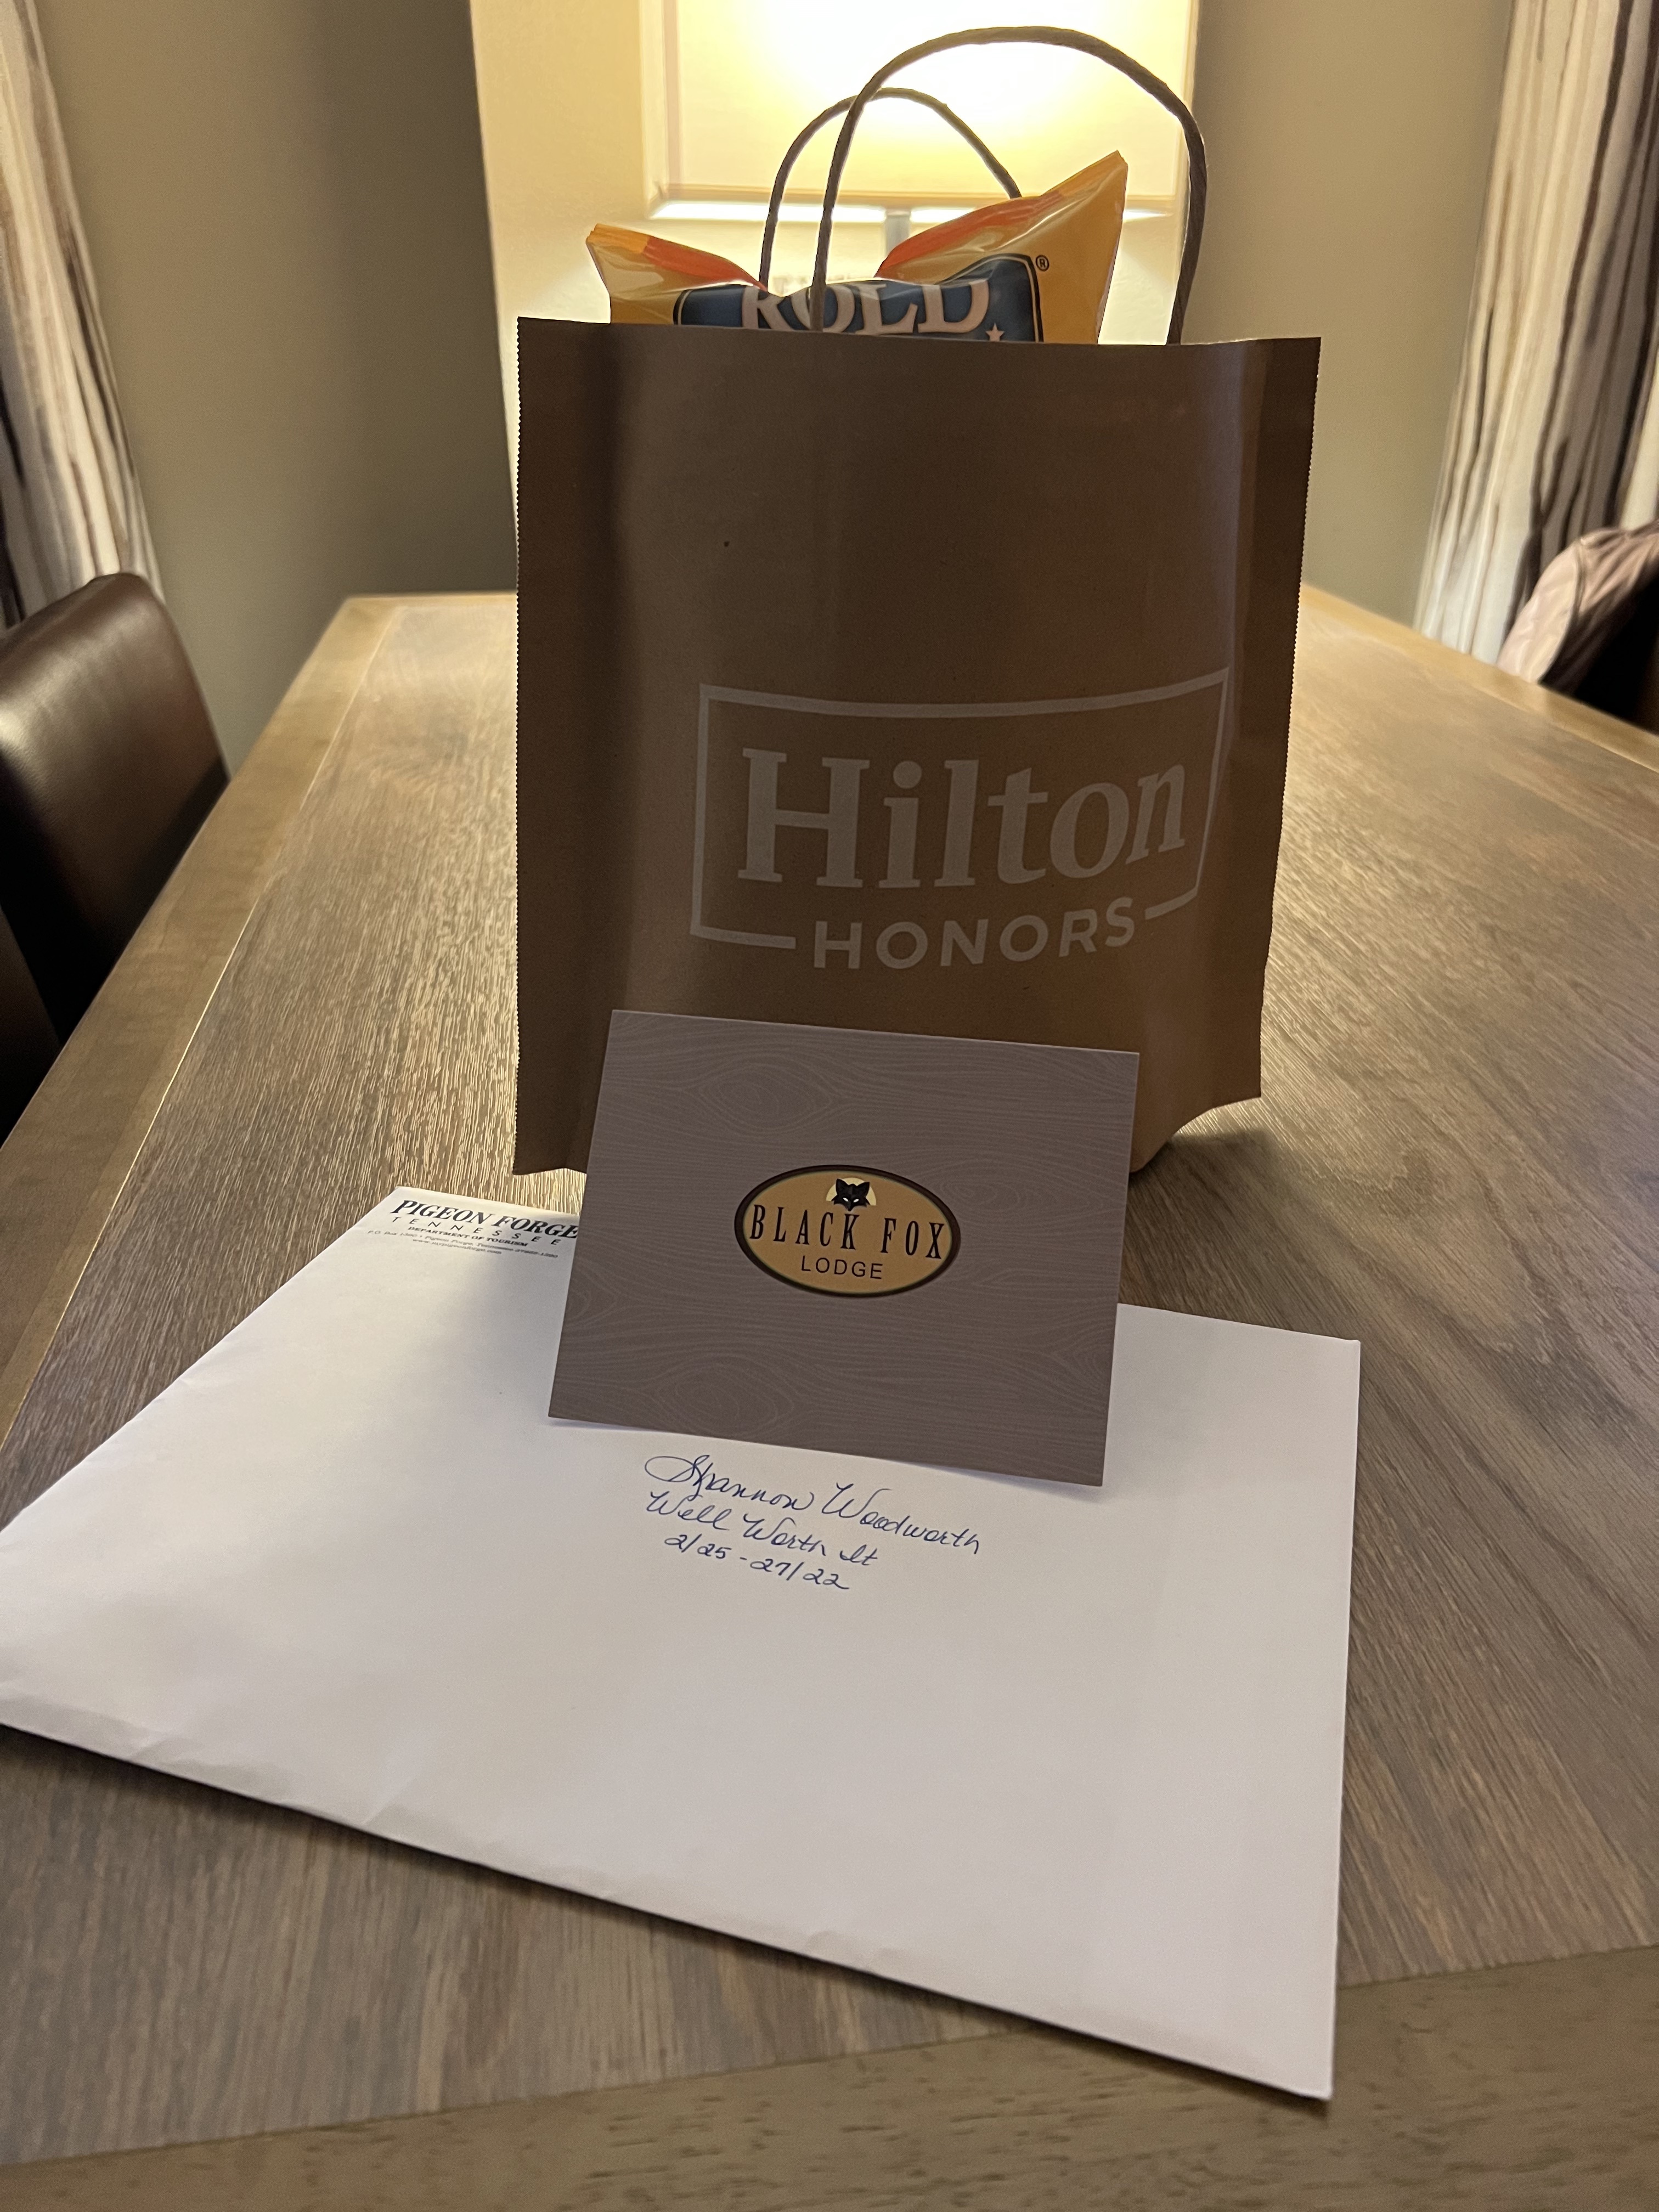 ROLD
®
Hilton
HONORS
BLACK FOX
LODGE
PIGEON FORGE
TENNESSEE
DEPARTMENT OF TOURISM
Shannon Woodworth
Well Worth It
2/25-27/22